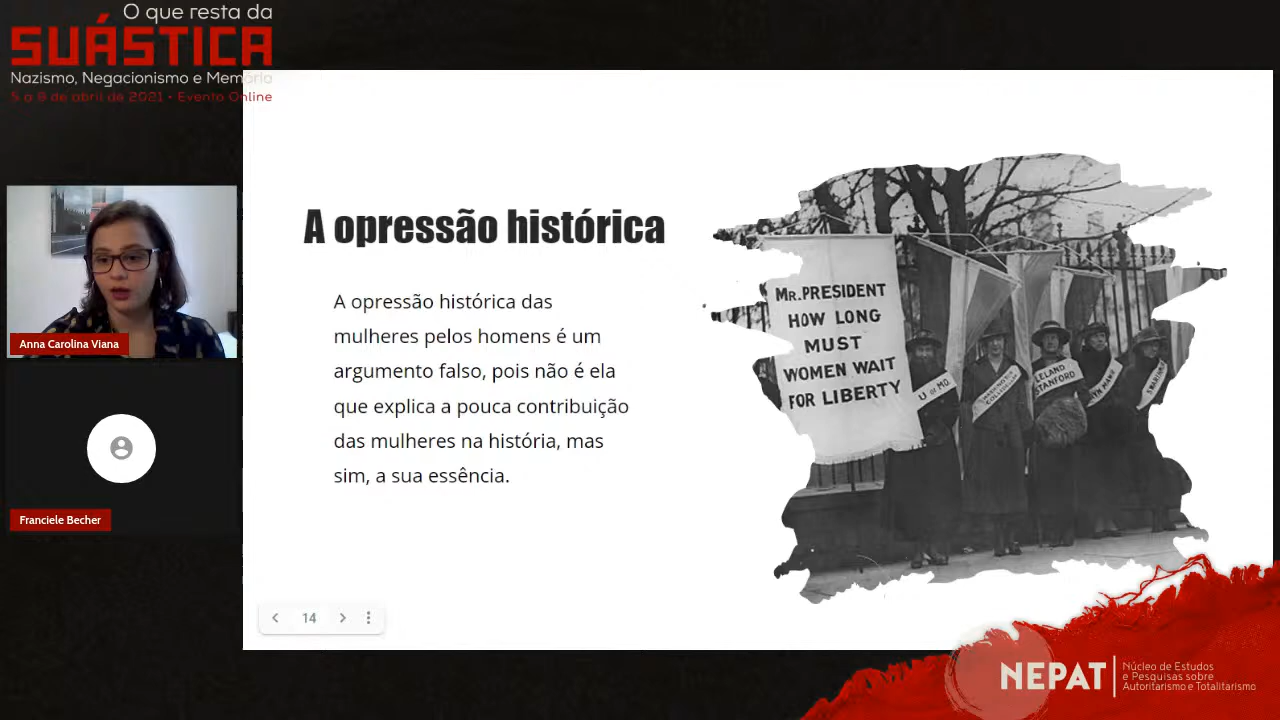 O que resta da
SUÁSTICA
Nazismo, Negacionismo e Memória
5 a 9 de abril de 2021 • Evento Online
Anna Carolina Viana
Franciele Becher
A opressão histórica
A opressão histórica das
mulheres pelos homens é um
argumento falso, pois não é ela
que explica a pouca contribuição
das mulheres na história, mas
sim, a sua essência.
MR. PRESIDENT
HOW LONG
MUST
WOMEN WAIT
FOR LIBERTY
U OF MO.
LELAND
STANFORD
14
NEPAT
Núcleo de Estudos
e Pesquisas sobre
Autoritarismo e Totalitarismo